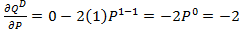 ∂Q^D/∂P = 0 − 2(1)P^{1−1} = −2P^0 = −2